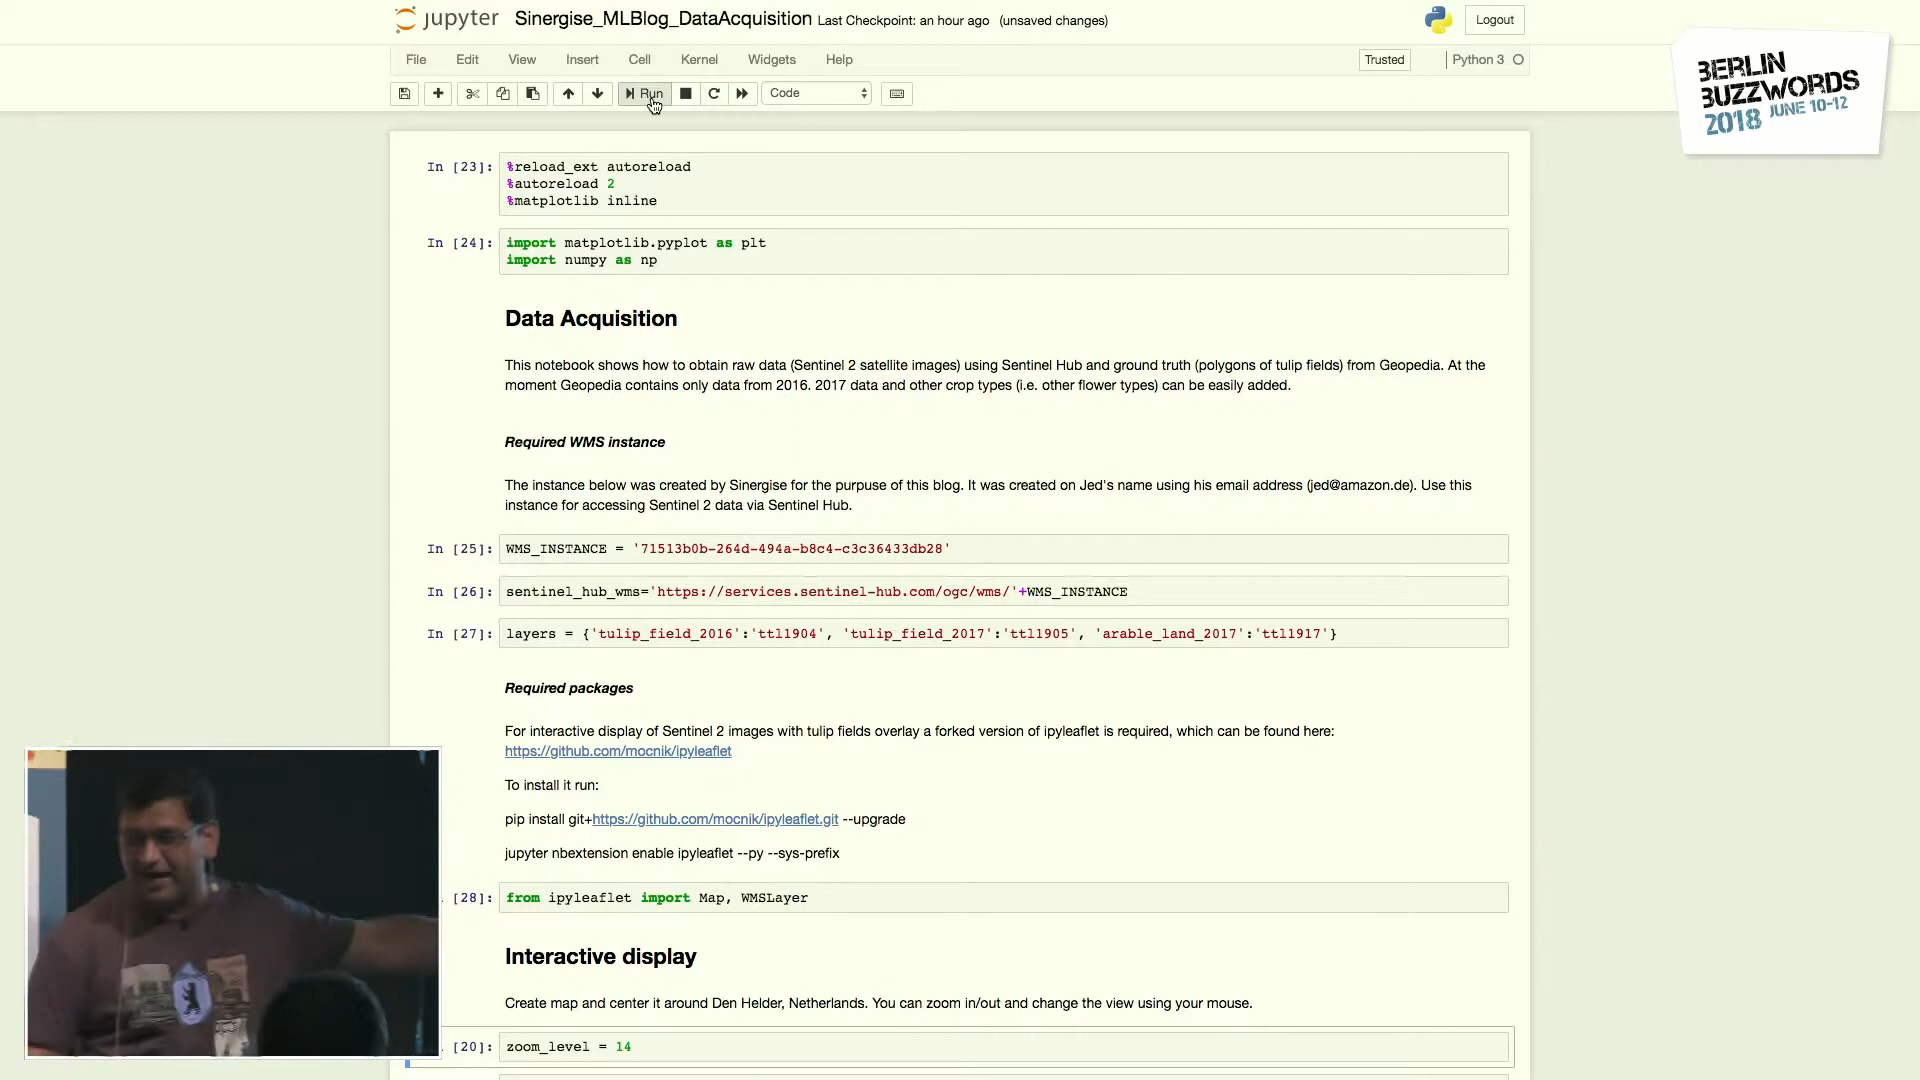 jupyter Sinergise_MLBlog_DataAcquisition Last Checkpoint: an hour ago (unsaved changes)
Logout
File Edit View Insert Cell Kernel Widgets Help
Trusted
Python 3
Run
Code
BERLIN
BUZZWORDS
2018 JUNE 10-12
In [23]: %reload_ext autoreload
%autoreload 2
%matplotlib inline
In [24]: import matplotlib.pyplot as plt
import numpy as np
Data Acquisition
This notebook shows how to obtain raw data (Sentinel 2 satellite images) using Sentinel Hub and ground truth (polygons of tulip fields) from Geopedia. At the
moment Geopedia contains only data from 2016. 2017 data and other crop types (i.e. other flower types) can be easily added.
Required WMS instance
The instance below was created by Sinergise for the purpuse of this blog. It was created on Jed's name using his email address (jed@amazon.de). Use this
instance for accessing Sentinel 2 data via Sentinel Hub.
In [25]: WMS_INSTANCE = '71513b0b-264d-494a-b8c4-c3c36433db28'
In [26]: sentinel_hub_wms='https://services.sentinel-hub.com/ogc/wms/'+WMS_INSTANCE
In [27]: layers = {'tulip_field_2016':'ttl1904', 'tulip_field_2017':'ttl1905', 'arable_land_2017':'ttl1917'}
Required packages
For interactive display of Sentinel 2 images with tulip fields overlay a forked version of ipyleaflet is required, which can be found here:
https://github.com/mocnik/ipyleaflet
To install it run:
pip install git+https://github.com/mocnik/ipyleaflet.git --upgrade
jupyter nbextension enable ipyleaflet --py --sys-prefix
[28]: from ipyleaflet import Map, WMSLayer
Interactive display
Create map and center it around Den Helder, Netherlands. You can zoom in/out and change the view using your mouse.
[20]: zoom_level = 14